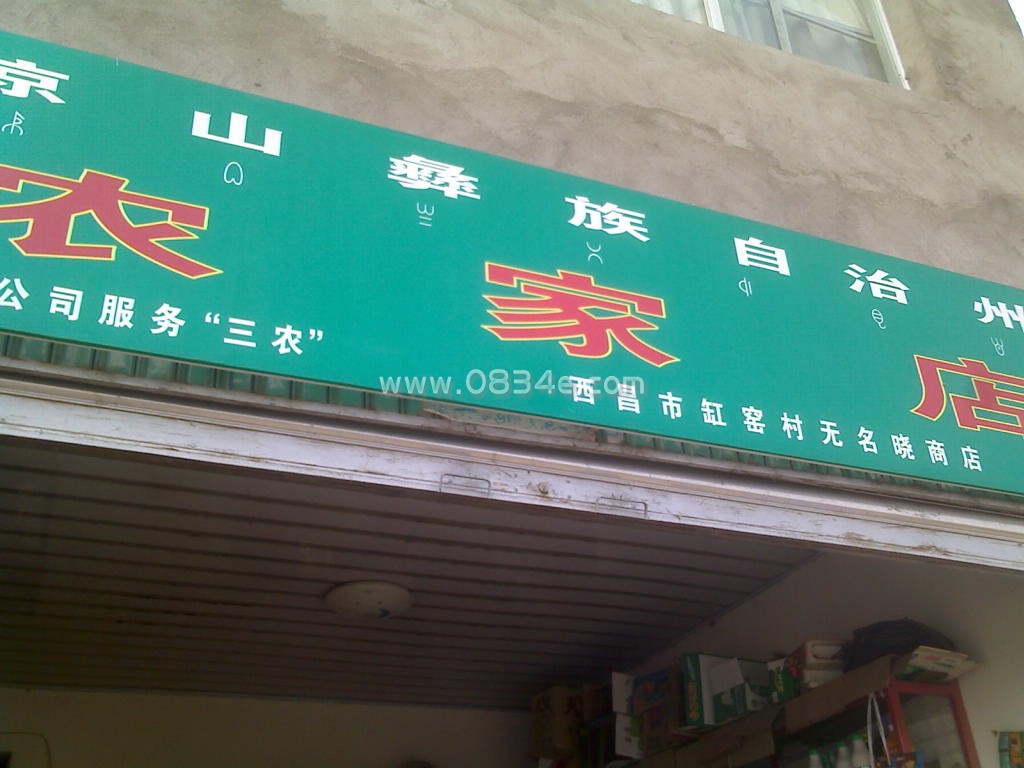 京山彝族自治州
农家店
公司服务“三农”
西昌市缸窑村无名晓商店
www.0834e.com